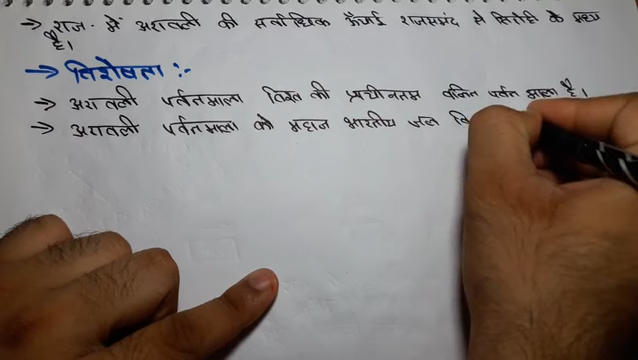 → राज. में अरावली की सर्वाधिक ऊँचाई राजसमंद से सिरोही के मध्य
है।
→ विशेषता :-
→ अरावली पर्वतमाला विश्व की प्राचीनतम वलित पर्वत माला है।
→ अरावली पर्वतमाला को महान भारतीय जल वि